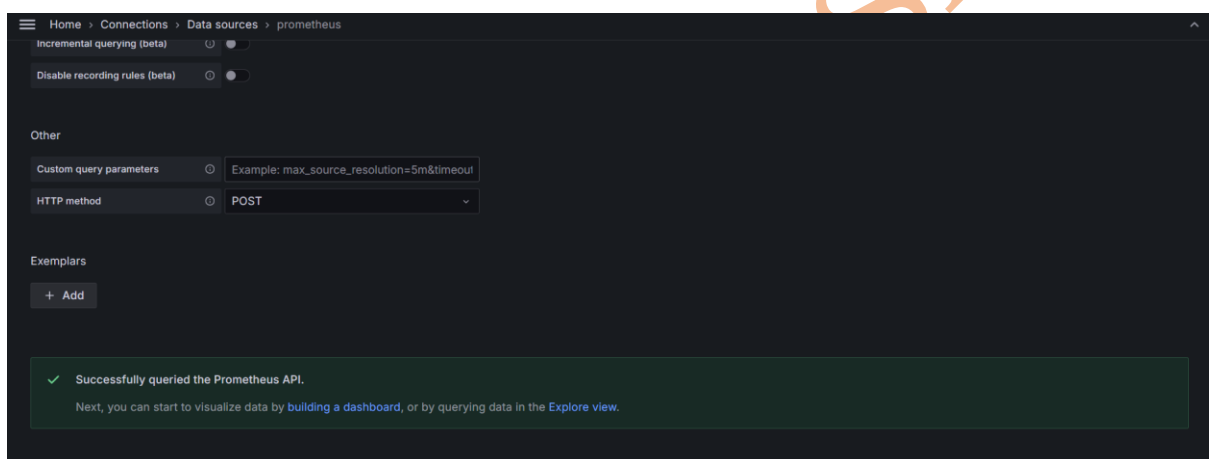 Home › Connections › Data sources › prometheus
Incremental querying (beta)
Disable recording rules (beta)
Other
Custom query parameters Example: max_source_resolution=5m&timeout
HTTP method POST
Exemplars
+ Add
Successfully queried the Prometheus API.
Next, you can start to visualize data by building a dashboard, or by querying data in the Explore view.